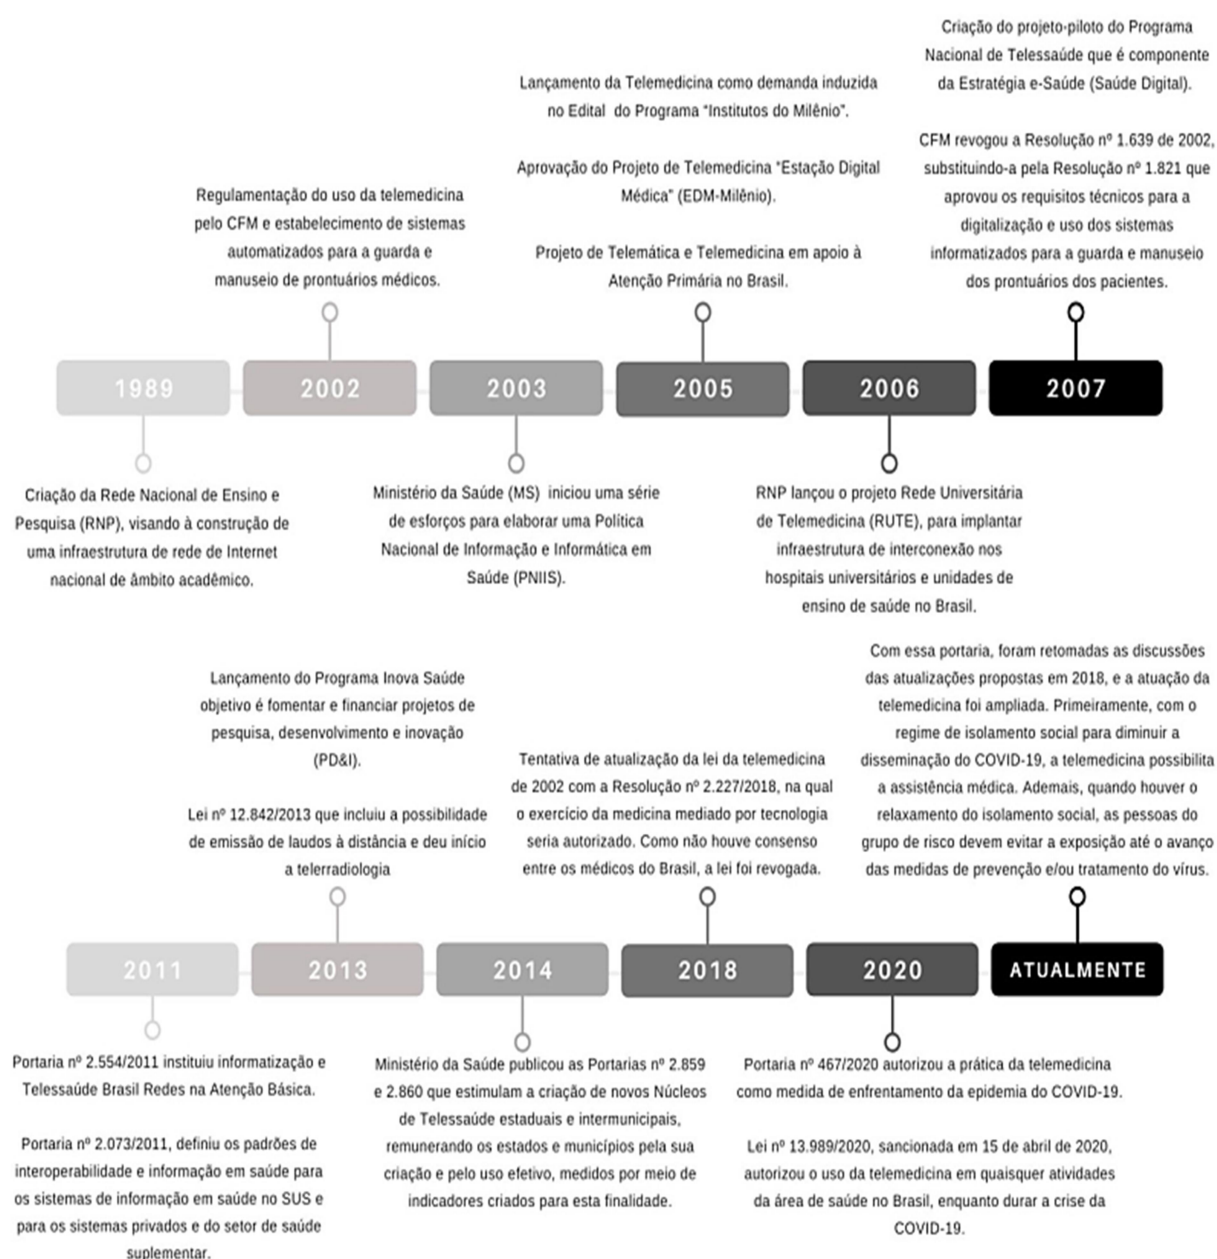 Criação do projeto-piloto do Programa
Nacional de Telessaúde que é componente
da Estratégia e-Saúde (Saúde Digital).
CFM revogou a Resolução nº 1.639 de 2002,
substituindo-a pela Resolução nº 1.821 que
aprovou os requisitos técnicos para a
digitalização e uso dos sistemas
informatizados para a guarda e manuseio
dos prontuários dos pacientes.
Lançamento da Telemedicina como demanda induzida
no Edital do Programa "Institutos do Milênio".
Aprovação do Projeto de Telemedicina "Estação Digital
Médica" (EDM-Milênio).
Projeto de Telemática e Telemedicina em apoio à
Atenção Primária no Brasil.
Regulamentação do uso da telemedicina
pelo CFM e estabelecimento de sistemas
automatizados para a guarda e
manuseio de prontuários médicos.
1989
2002
2003
2005
2006
2007
Criação da Rede Nacional de Ensino e
Pesquisa (RNP), visando à construção de
uma infraestrutura de rede de Internet
nacional de âmbito acadêmico.
Ministério da Saúde (MS) iniciou uma série
de esforços para elaborar uma Política
Nacional de Informação e Informática em
Saúde (PNIIS).
RNP lançou o projeto Rede Universitária
de Telemedicina (RUTE), para implantar
infraestrutura de interconexão nos
hospitais universitários e unidades de
ensino de saúde no Brasil.
Lançamento do Programa Inova Saúde
objetivo é fomentar e financiar projetos de
pesquisa, desenvolvimento e inovação
(PD&I).
Lei nº 12.842/2013 que incluiu a possibilidade
de emissão de laudos à distância e deu início
a telerradiologia
Tentativa de atualização da lei da telemedicina
de 2002 com a Resolução nº 2.227/2018, na qual
o exercício da medicina mediado por tecnologia
seria autorizado. Como não houve consenso
entre os médicos do Brasil, a lei foi revogada.
Com essa portaria, foram retomadas as discussões
das atualizações propostas em 2018, e a atuação da
telemedicina foi ampliada. Primeiramente, com o
regime de isolamento social para diminuir a
disseminação do COVID-19, a telemedicina possibilita
a assistência médica. Ademais, quando houver o
relaxamento do isolamento social, as pessoas do
grupo de risco devem evitar a exposição até o avanço
das medidas de prevenção e/ou tratamento do vírus.
2011
2013
2014
2018
2020
ATUALMENTE
Portaria nº 2.554/2011 instituiu informatização e
Telessaúde Brasil Redes na Atenção Básica.
Portaria nº 2.073/2011, definiu os padrões de
interoperabilidade e informação em saúde para
os sistemas de informação em saúde no SUS e
para os sistemas privados e do setor de saúde
suplementar.
Ministério da Saúde publicou as Portarias nº 2.859
e 2.860 que estimulam a criação de novos Núcleos
de Telessaúde estaduais e intermunicipais,
remunerando os estados e municípios pela sua
criação e pelo uso efetivo, medidos por meio de
indicadores criados para esta finalidade.
Portaria nº 467/2020 autorizou a prática da telemedicina
como medida de enfrentamento da epidemia do COVID-19.
Lei nº 13.989/2020, sancionada em 15 de abril de 2020,
autorizou o uso da telemedicina em quaisquer atividades
da área de saúde no Brasil, enquanto durar a crise da
COVID-19.